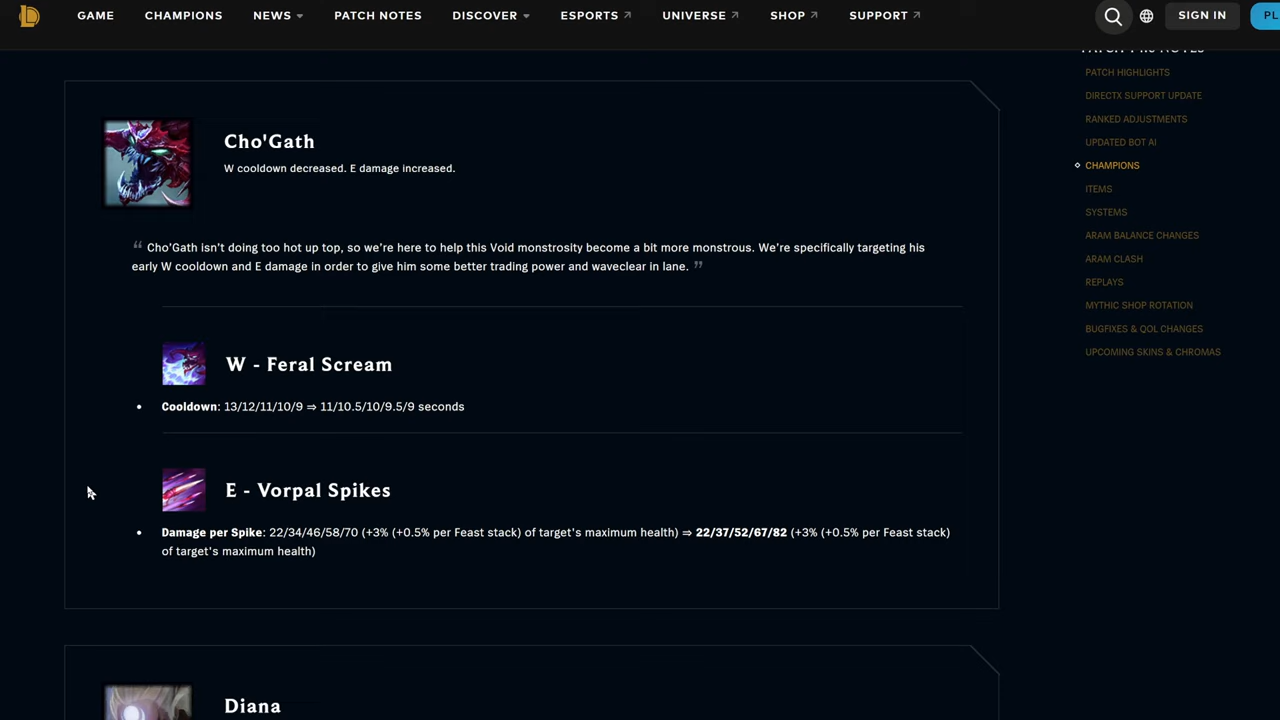 GAME CHAMPIONS NEWS PATCH NOTES DISCOVER ESPORTS UNIVERSE SHOP SUPPORT SIGN IN PL
PATCH HIGHLIGHTS
DIRECTX SUPPORT UPDATE
RANKED ADJUSTMENTS
UPDATED BOT AI
CHAMPIONS
ITEMS
SYSTEMS
ARAM BALANCE CHANGES
ARAM CLASH
REPLAYS
MYTHIC SHOP ROTATION
BUGFIXES & QOL CHANGES
UPCOMING SKINS & CHROMAS
Cho'Gath
W cooldown decreased. E damage increased.
“ Cho'Gath isn't doing too hot up top, so we're here to help this Void monstrosity become a bit more monstrous. We're specifically targeting his
early W cooldown and E damage in order to give him some better trading power and waveclear in lane. ”
W - Feral Scream
• Cooldown: 13/12/11/10/9 ⇒ 11/10.5/10/9.5/9 seconds
E - Vorpal Spikes
• Damage per Spike: 22/34/46/58/70 (+3% (+0.5% per Feast stack) of target's maximum health) ⇒ 22/37/52/67/82 (+3% (+0.5% per Feast stack)
of target's maximum health)
Diana